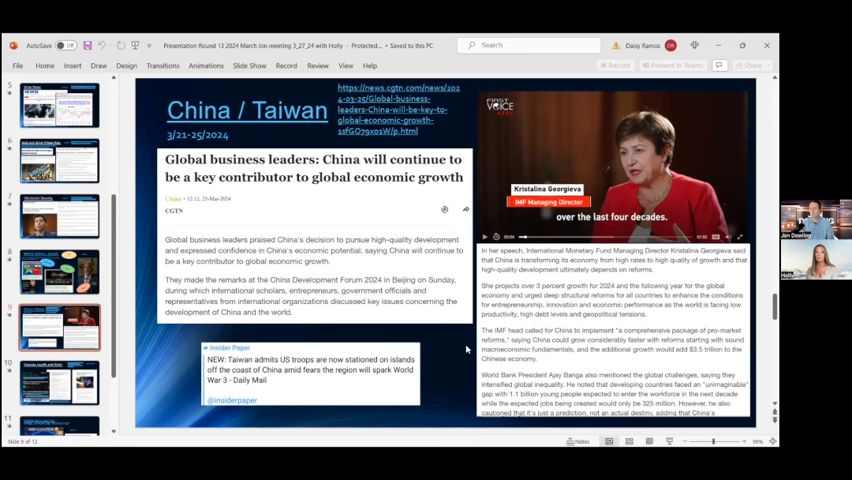 AutoSave Off
Presentation Round 13 2024 March Jon meeting 3_27_24 with Holly - Protected... • Saved to this PC
Search
Daisy Ramos
File Home Insert Draw Design Transitions Animations Slide Show Record Review View Help
Record Present in Teams Share
5
6
7
8
9
10
11
China / Taiwan
3/21-25/2024
https://news.cgtn.com/news/202
4-03-25/Global-business-
leaders-China-will-be-key-to-
global-economic-growth-
Global business leaders: China will continue to
be a key contributor to global economic growth
China • 12:12, 25-Mar-2024
CGTN
Global business leaders praised China's decision to pursue high-quality development
and expressed confidence in China's economic potential, saying China will continue to
be a key contributor to global economic growth.
They made the remarks at the China Development Forum 2024 in Beijing on Sunday,
during which international scholars, entrepreneurs, government officials and
representatives from international organizations discussed key issues concerning the
development of China and the world.
Insider Paper
NEW: Taiwan admits US troops are now stationed on islands
off the coast of China amid fears the region will spark World
War 3 - Daily Mail
@insiderpaper
FIRST
VOICE
Kristalina Georgieva
IMF Managing Director
over the last four decades.
In her speech, International Monetary Fund Managing Director Kristalina Georgieva said
that China is transforming its economy from high rates to high quality of growth and that
high-quality development ultimately depends on reforms.
She projects over 3 percent growth for 2024 and the following year for the global
economy and urged deep structural reforms for all countries to enhance the conditions
for entrepreneurship, innovation and economic performance as the world is facing low
productivity, high debt levels and geopolitical tensions.
The IMF head called for China to implement "a comprehensive package of pro-market
reforms," saying China could grow considerably faster with reforms starting with sound
macroeconomic fundamentals, and the additional growth would add $3.5 trillion to the
Chinese economy.
World Bank President Ajay Banga also mentioned the global challenges, saying they
intensified global inequality. He noted that developing countries faced an "unimaginable"
gap with 1.1 billion young people expected to enter the workforce in the next decade
while the expected jobs being created would only be 325 million. However, he also
cautioned that it's just a prediction, not an actual destiny, adding that China's
Jon Dowling
Holly
Slide 9 of 12
Notes
96%